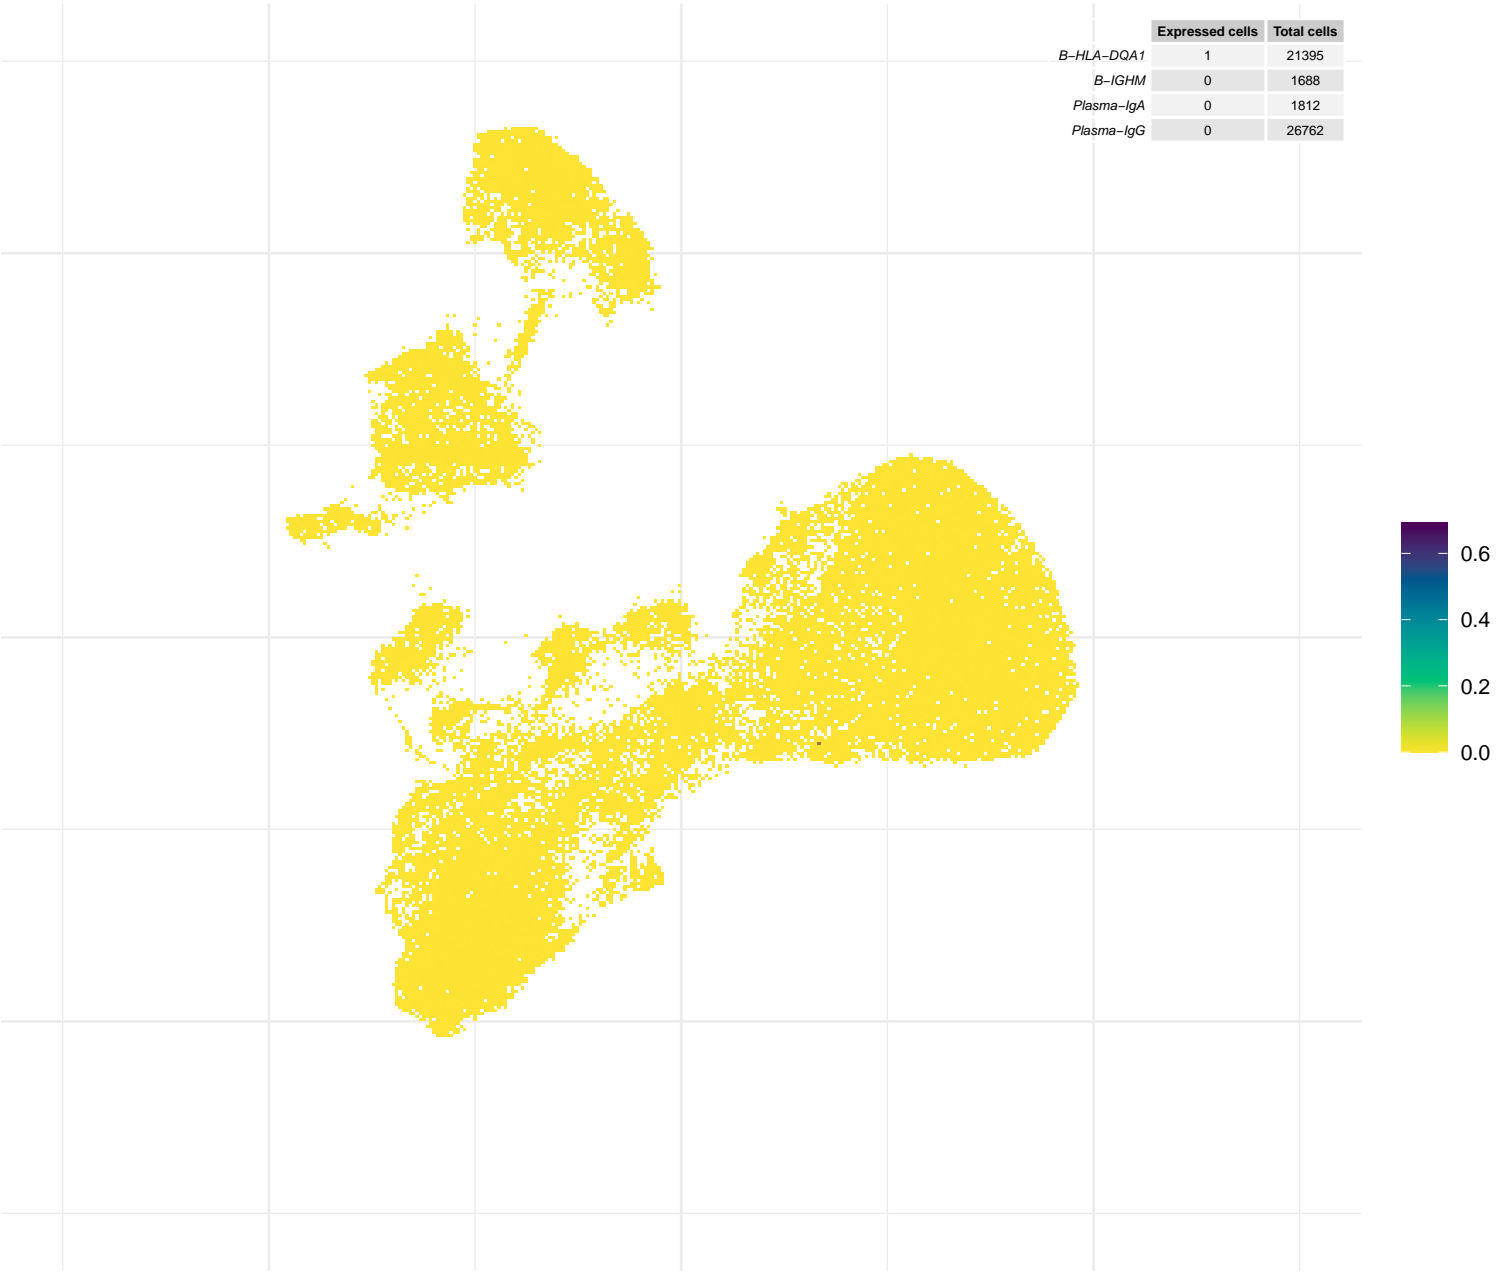 Expressed cells Total cells
B−HLA−DQA1 1 21395
B−IGHM 0 1688
Plasma−IgA 0 1812
Plasma−IgG 0 26762
0.6
0.4
0.2
0.0